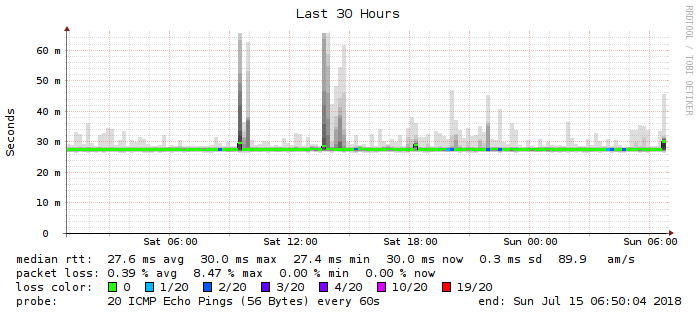 Last 30 Hours
RRDTOOL / TOBI OETIKER
Seconds
60 m
50 m
40 m
30 m
20 m
10 m
0
Sat 06:00 Sat 12:00 Sat 18:00 Sun 00:00 Sun 06:00
median rtt: 27.6 ms avg 30.0 ms max 27.4 ms min 30.0 ms now 0.3 ms sd 89.9 am/s
packet loss: 0.39 % avg 8.47 % max 0.00 % min 0.00 % now
loss color: 0 1/20 2/20 3/20 4/20 10/20 19/20
probe: 20 ICMP Echo Pings (56 Bytes) every 60s end: Sun Jul 15 06:50:04 2018